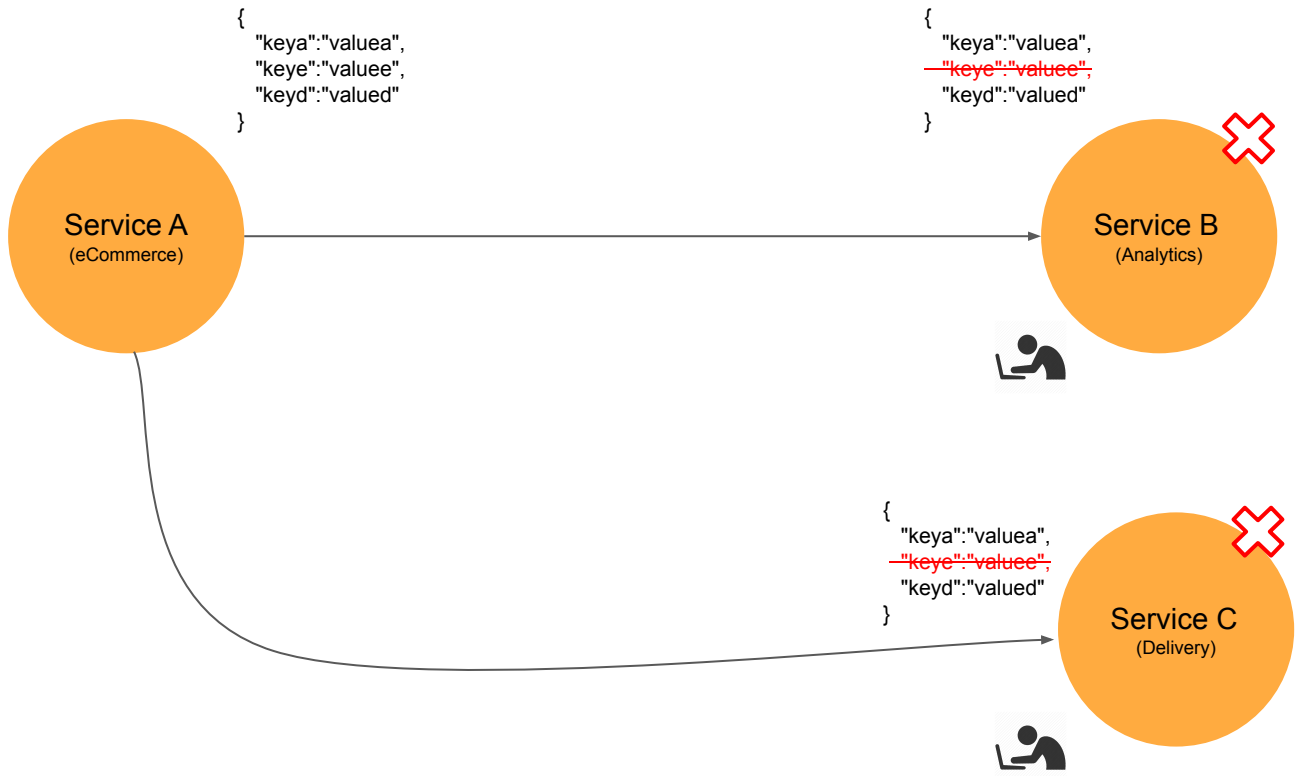 {
"keya":"valuea",
"keye":"valuee",
"keyd":"valued"
}
{
"keya":"valuea",
"keye":"valuee",
"keyd":"valued"
}
Service A
(eCommerce)
Service B
(Analytics)
{
"keya":"valuea",
"keye":"valuee",
"keyd":"valued"
}
Service C
(Delivery)